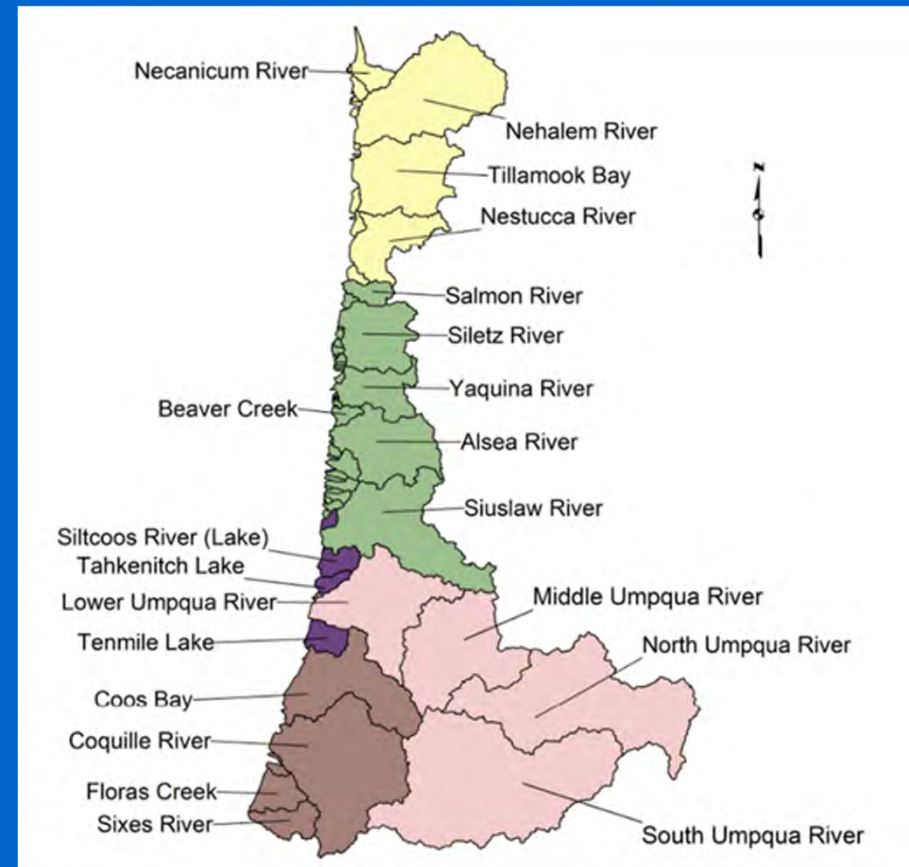 Necanicum River
Nehalem River
N
Tillamook Bay
Nestucca River
Salmon River
Siletz River
Yaquina River
Beaver Creek
Alsea River
Siuslaw River
Siltcoos River (Lake)
Tahkenitch Lake
Lower Umpqua River
Middle Umpqua River
Tenmile Lake
North Umpqua River
Coos Bay
Coquille River
Floras Creek
Sixes River
South Umpqua River